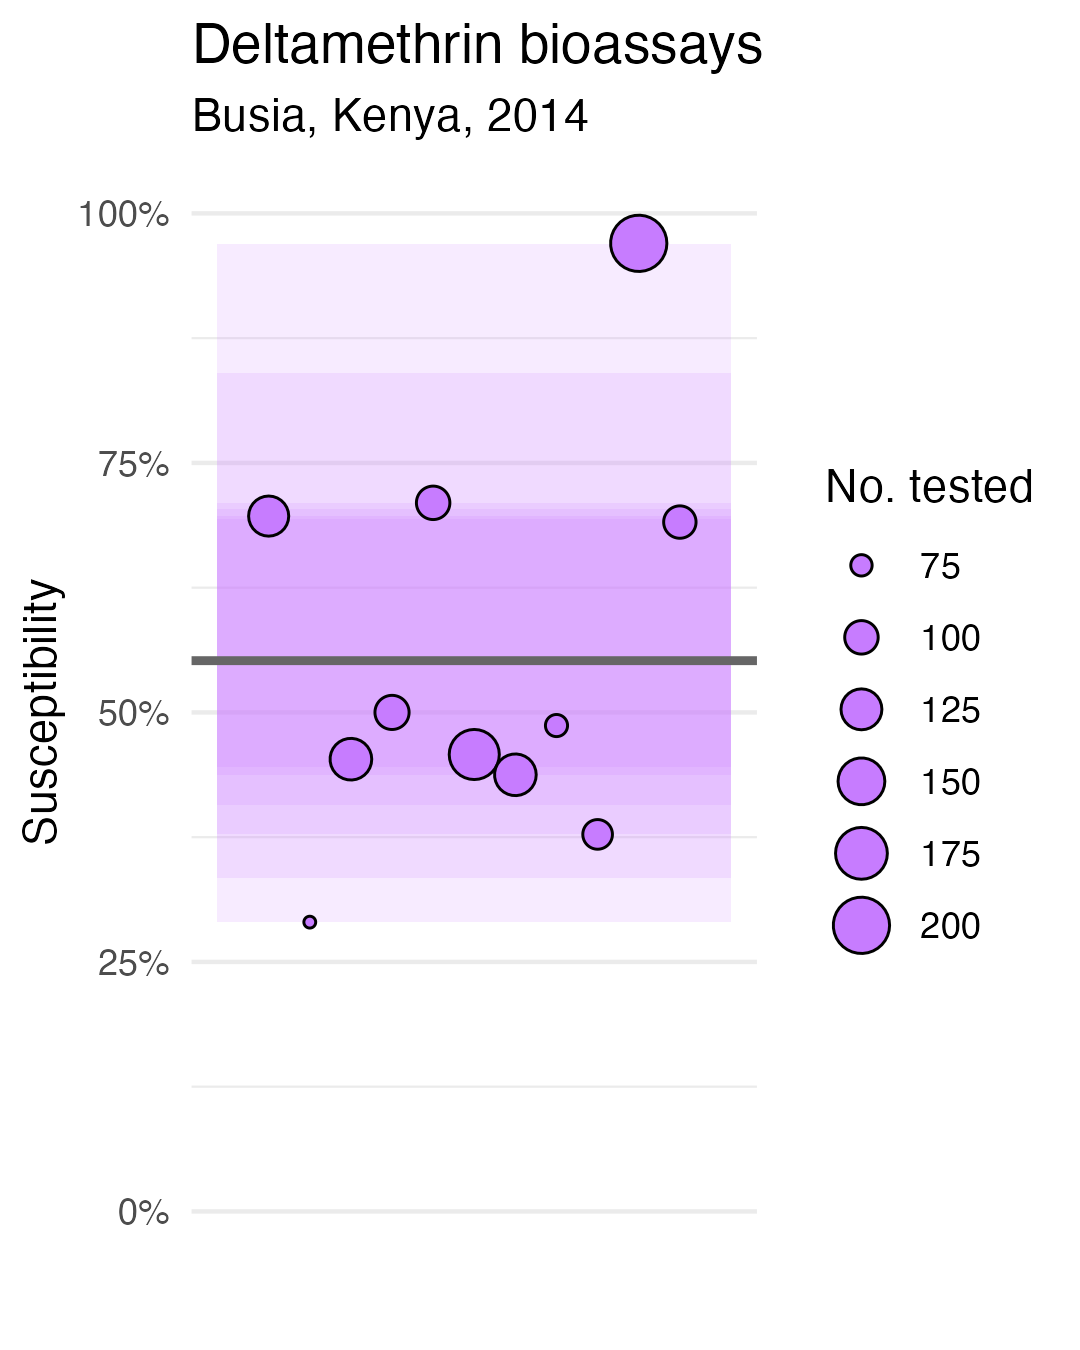 Deltamethrin bioassays
Busia, Kenya, 2014
100%
75%
50%
25%
0%
Susceptibility
No. tested
75
100
125
150
175
200